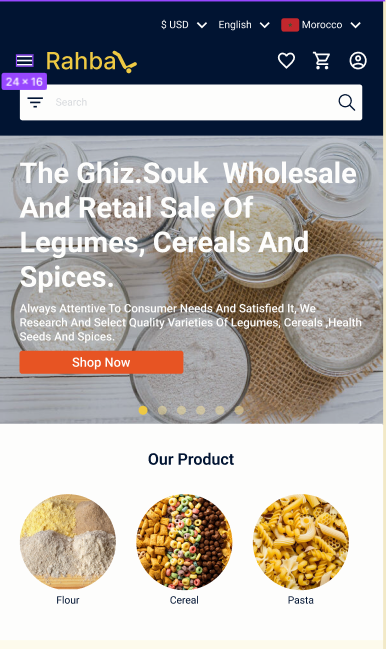 $ USD English Morocco
Rahba
24 × 16
Search
The Ghiz.Souk Wholesale
And Retail Sale Of
Legumes, Cereals And
Spices.
Always Attentive To Consumer Needs And Satisfied It, We
Research And Select Quality Varieties Of Legumes, Cereals ,Health
Seeds And Spices.
Shop Now
Our Product
Flour Cereal Pasta